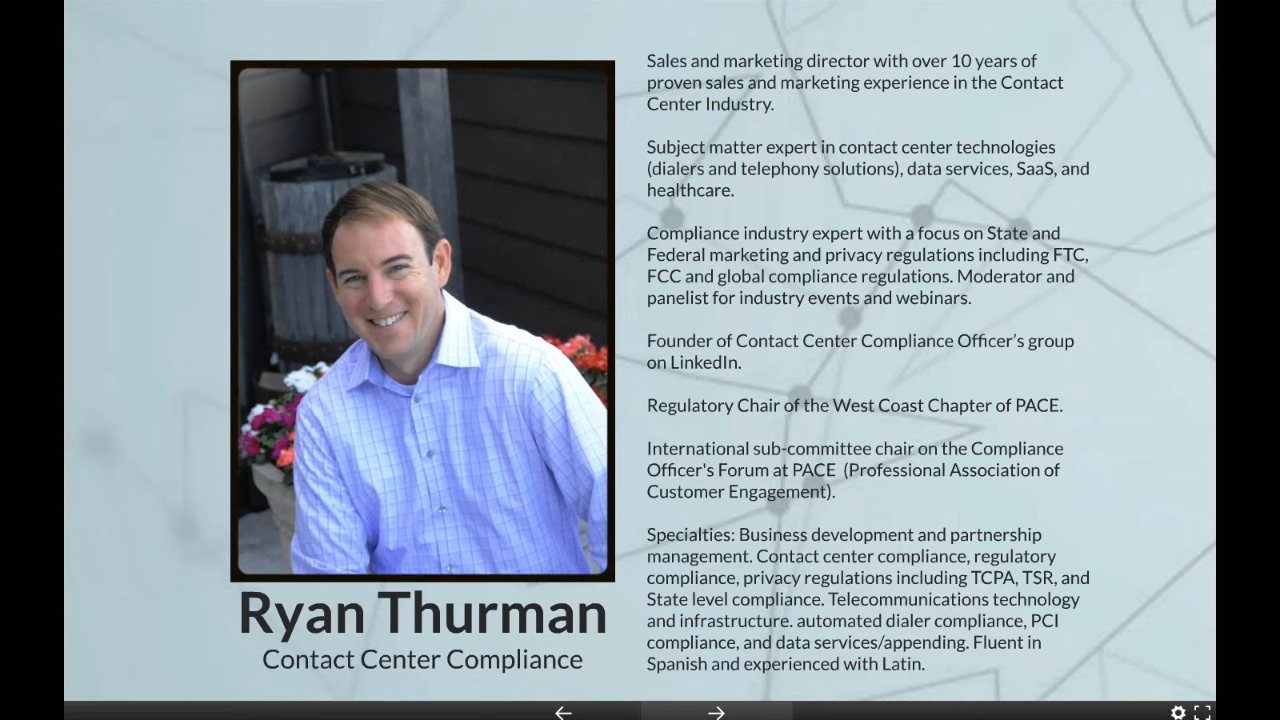 Sales and marketing director with over 10 years of
proven sales and marketing experience in the Contact
Center Industry.
Subject matter expert in contact center technologies
(dialers and telephony solutions), data services, SaaS, and
healthcare.
Compliance industry expert with a focus on State and
Federal marketing and privacy regulations including FTC,
FCC and global compliance regulations. Moderator and
panelist for industry events and webinars.
Founder of Contact Center Compliance Officer's group
on LinkedIn.
Regulatory Chair of the West Coast Chapter of PACE.
International sub-committee chair on the Compliance
Officer's Forum at PACE (Professional Association of
Customer Engagement).
Specialties: Business development and partnership
management. Contact center compliance, regulatory
compliance, privacy regulations including TCPA, TSR, and
State level compliance. Telecommunications technology
and infrastructure. automated dialer compliance, PCI
compliance, and data services/appending. Fluent in
Spanish and experienced with Latin.
Ryan Thurman
Contact Center Compliance